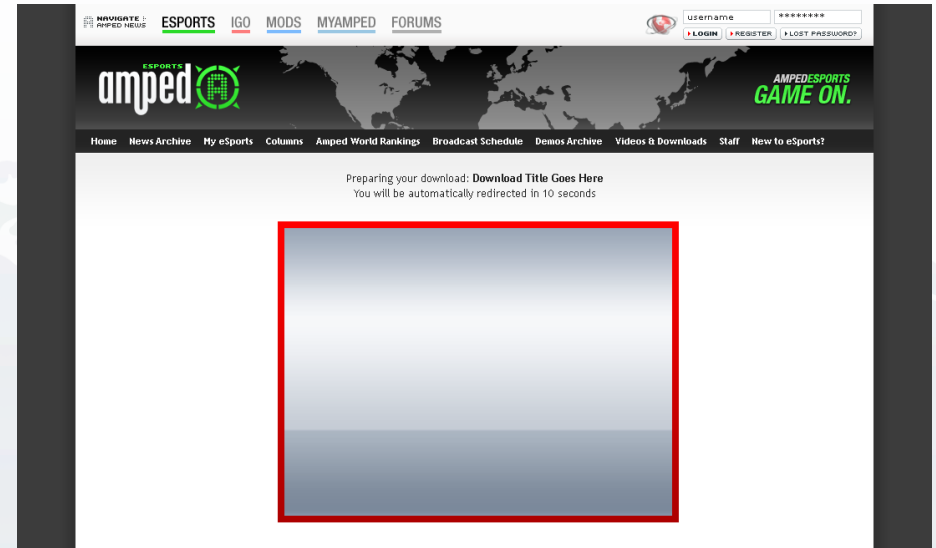 NAVIGATE
AMPED NEWS
ESPORTS
IGO
MODS
MYAMPED
FORUMS
username
********
LOGIN
REGISTER
LOST PASSWORD?
ESPORTS
amped
AMPEDESPORTS
GAME ON.
Home News Archive My eSports Columns Amped World Rankings Broadcast Schedule Demos Archive Videos & Downloads Staff New to eSports?
Preparing your download: Download Title Goes Here
You will be automatically redirected in 10 seconds